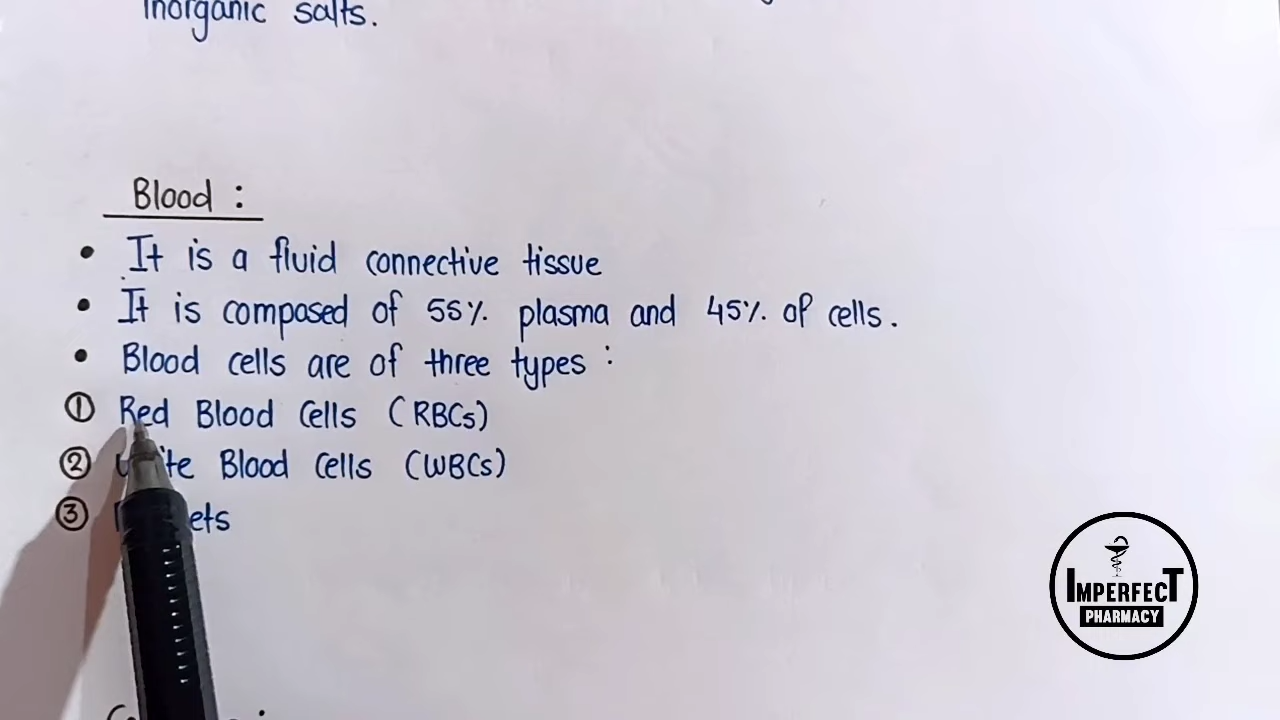 inorganic salts.
Blood :
• It is a fluid connective tissue
• It is composed of 55% plasma and 45% of cells.
• Blood cells are of three types :
① Red Blood Cells (RBCs)
② Blood Cells (WBCs)
③
IMPERFECT
PHARMACY